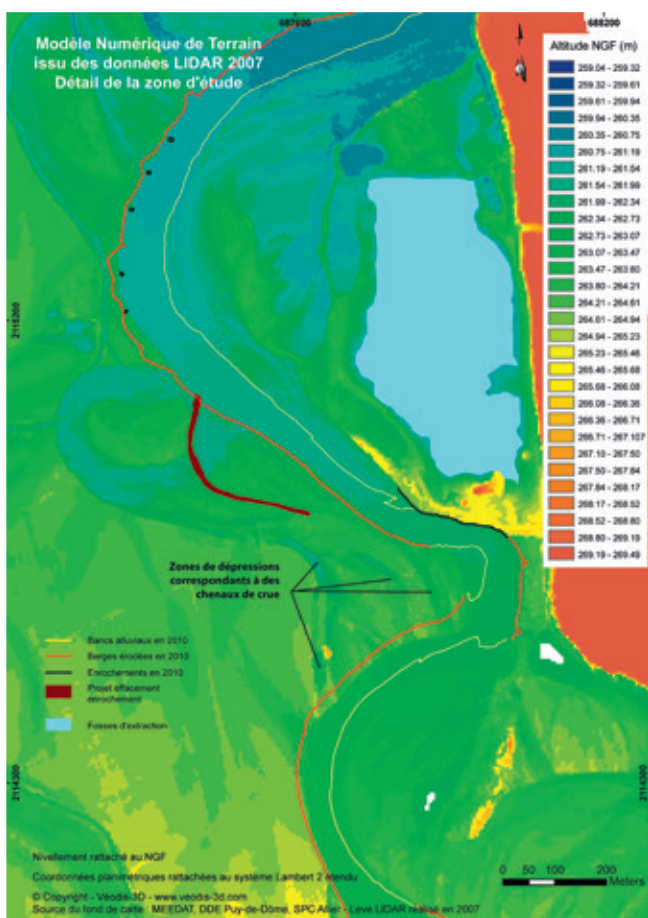 687600
688200
Modèle Numérique de Terrain
issu des données LIDAR 2007
Détail de la zone d'étude
Altitude NGF (m)
259.04 - 259.32
259.32 - 259.61
259.61 - 259.94
259.94 - 260.35
260.35 - 260.75
260.75 - 261.19
261.19 - 261.54
261.54 - 261.99
261.99 - 262.34
262.34 - 262.73
262.73 - 263.07
263.07 - 263.47
263.47 - 263.80
263.80 - 264.21
264.21 - 264.61
264.61 - 264.94
264.94 - 265.23
265.23 - 265.46
265.46 - 265.68
265.68 - 266.08
266.08 - 266.36
266.36 - 266.71
266.71 - 267.107
267.10 - 267.50
267.50 - 267.84
267.84 - 268.17
268.17 - 268.52
268.52 - 268.80
268.80 - 269.19
269.19 - 269.49
2115200
Zones de dépressions
correspondants à des
chenaux de crue
Bancs alluviaux en 2010
Berges érodées en 2010
Enrochements en 2010
Projet effacement
enrochement
Fosses d'extraction
2114300
2114300
Nivellement rattaché au NGF
Coordonnées planimétriques rattachées au système Lambert 2 étendu
© Copyright - Véodis-3D - www.veodis-3d.com
Source du fond de carte : MEEDAT, DDE Puy-de-Dôme, SPC Allier - Levé LIDAR réalisé en 2007
0 50 100 200
Meters